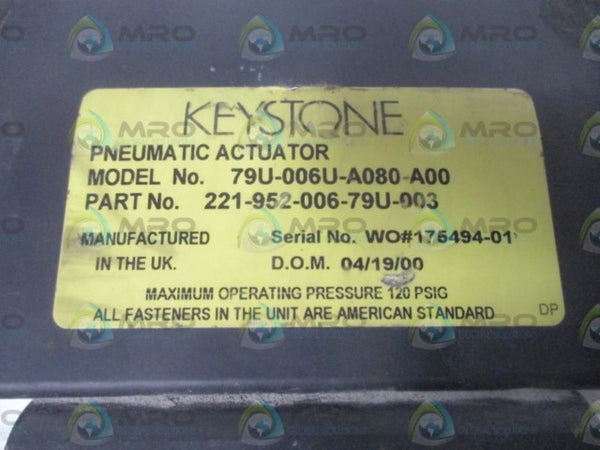 KEYSTONE
PNEUMATIC ACTUATOR
MODEL No. 79U-006U-A080-A00
PART No. 221-952-006-79U-003
MANUFACTURED Serial No. WO#175494-01
IN THE UK. D.O.M. 04/19/00
MAXIMUM OPERATING PRESSURE 120 PSIG
ALL FASTENERS IN THE UNIT ARE AMERICAN STANDARD DP
MRO